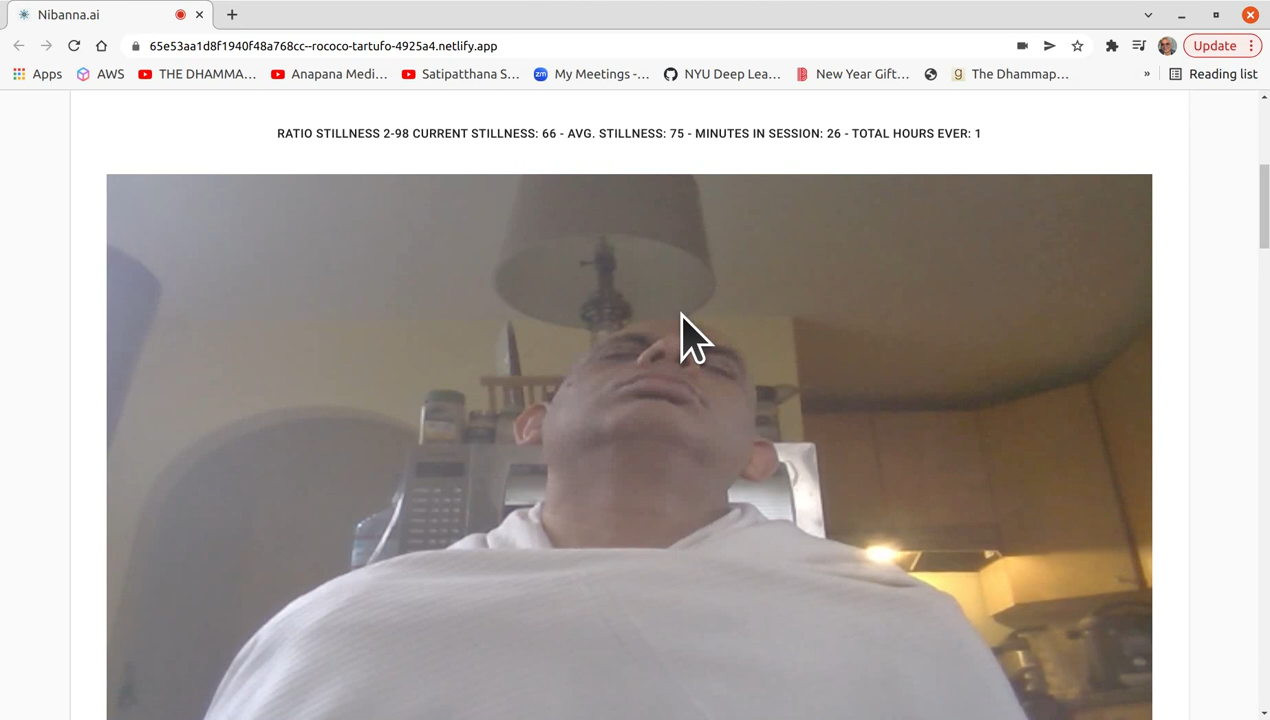 Nibanna.ai
65e53aa1d8f1940f48a768cc--rococo-tartufo-4925a4.netlify.app
Update
Apps AWS THE DHAMMA... Anapana Medi... Satipatthana S... My Meetings -... NYU Deep Lea... New Year Gift... The Dhammap... » Reading list
RATIO STILLNESS 2-98 CURRENT STILLNESS: 66 - AVG. STILLNESS: 75 - MINUTES IN SESSION: 26 - TOTAL HOURS EVER: 1